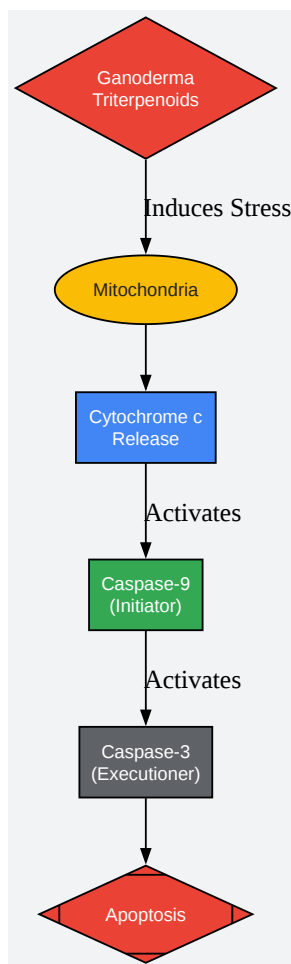 Ganoderma
Triterpenoids
Induces Stress
Mitochondria
Cytochrome c
Release
Activates
Caspase-9
(Initiator)
Activates
Caspase-3
(Executioner)
Apoptosis